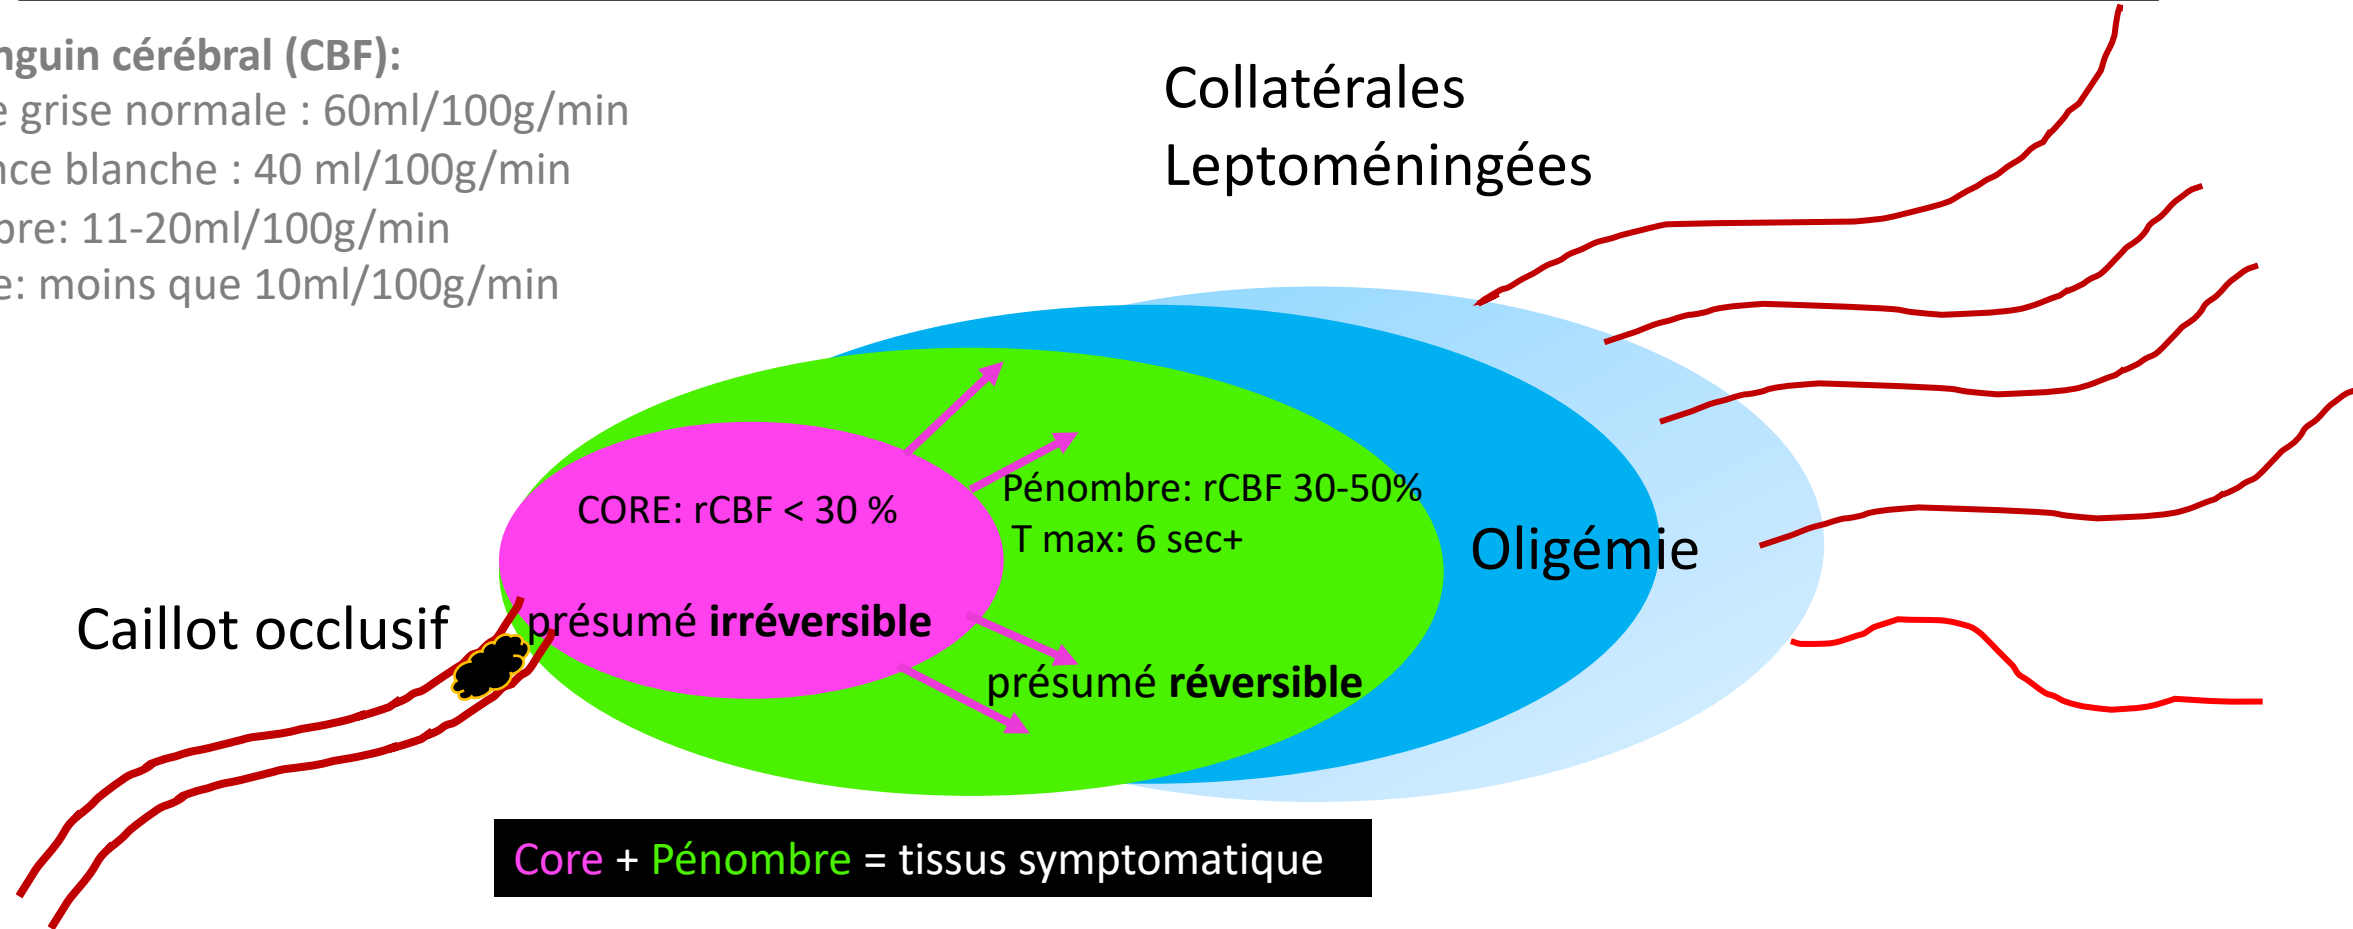 nguin cérébral (CBF):
e grise normale : 60ml/100g/min
nce blanche : 40 ml/100g/min
bre: 11-20ml/100g/min
e: moins que 10ml/100g/min
Collatérales
Leptoméningées
CORE: rCBF < 30 %
Pénombre: rCBF 30-50%
T max: 6 sec+
Oligémie
Caillot occlusif
présumé irréversible
présumé réversible
Core + Pénombre = tissus symptomatique